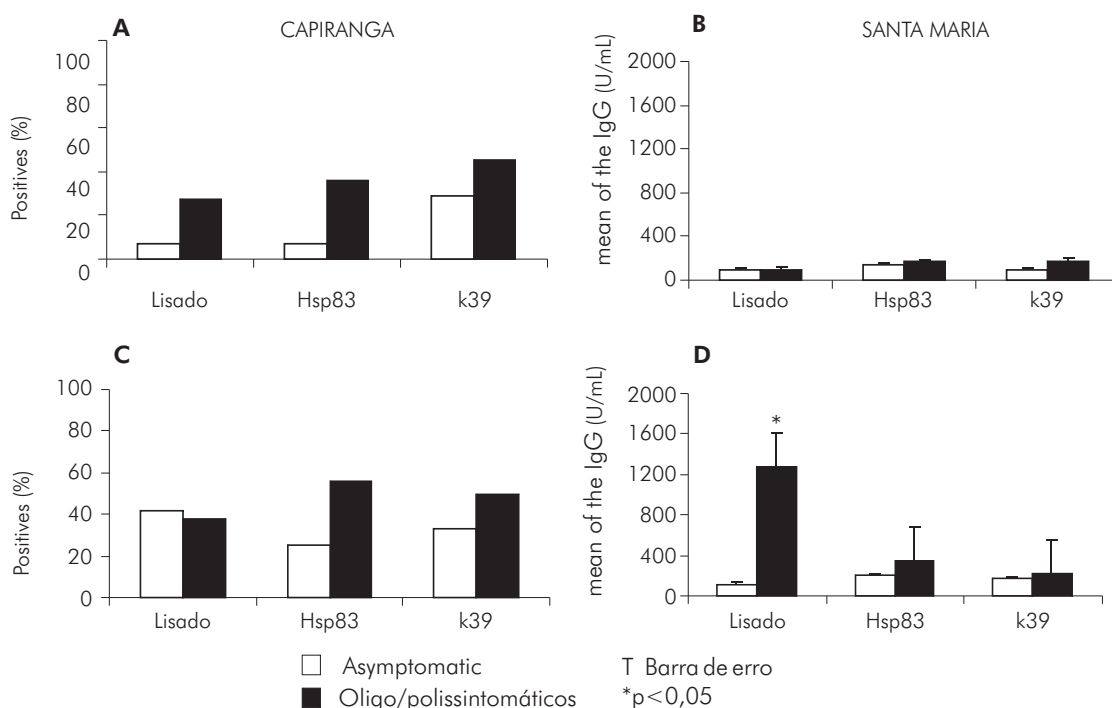 A CAPIRANGA
Positives (%)
100
80
60
40
20
0
Lisado Hsp83 k39
B SANTA MARIA
mean of the IgG (U/mL)
2000
1600
1200
800
400
0
Lisado Hsp83 k39
C
Positives (%)
100
80
60
40
20
0
Lisado Hsp83 k39
D
mean of the IgG (U/mL)
2000
1600
1200
800
400
0
*
Lisado Hsp83 k39
Asymptomatic
Oligo/polissintomáticos
T Barra de erro
*p<0,05